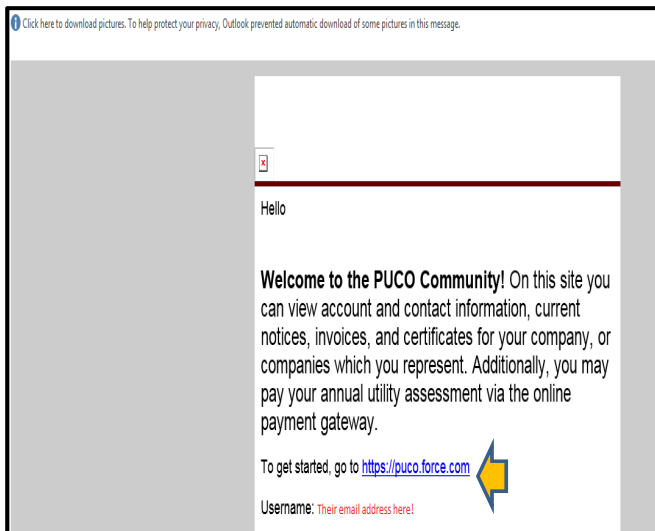 Click here to download pictures. To help protect your privacy, Outlook prevented automatic download of some pictures in this message.
Hello
Welcome to the PUCO Community! On this site you
can view account and contact information, current
notices, invoices, and certificates for your company, or
companies which you represent. Additionally, you may
pay your annual utility assessment via the online
payment gateway.
To get started, go to https://puco.force.com
Username: Their email address here!